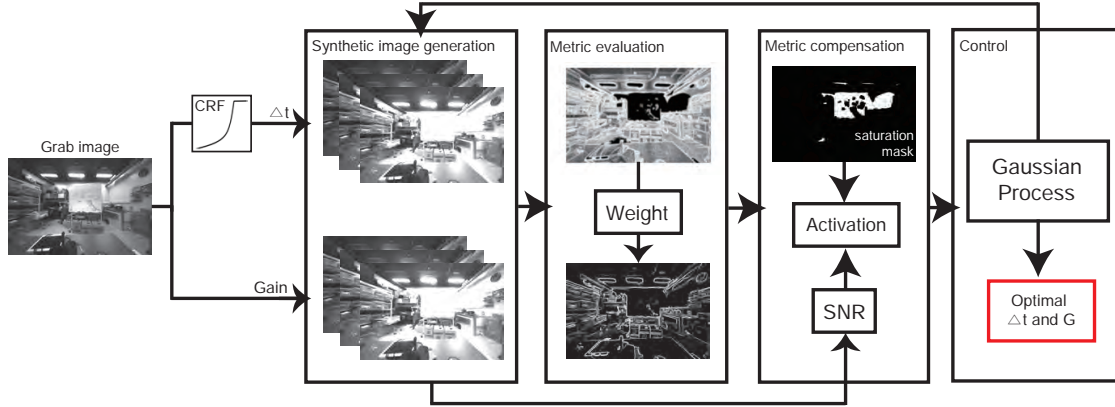 Synthetic image generation
Metric evaluation
Metric compensation
Control
CRF
△t
Grab image
saturation
mask
Gaussian
Process
Weight
Activation
Gain
SNR
Optimal
△t and G